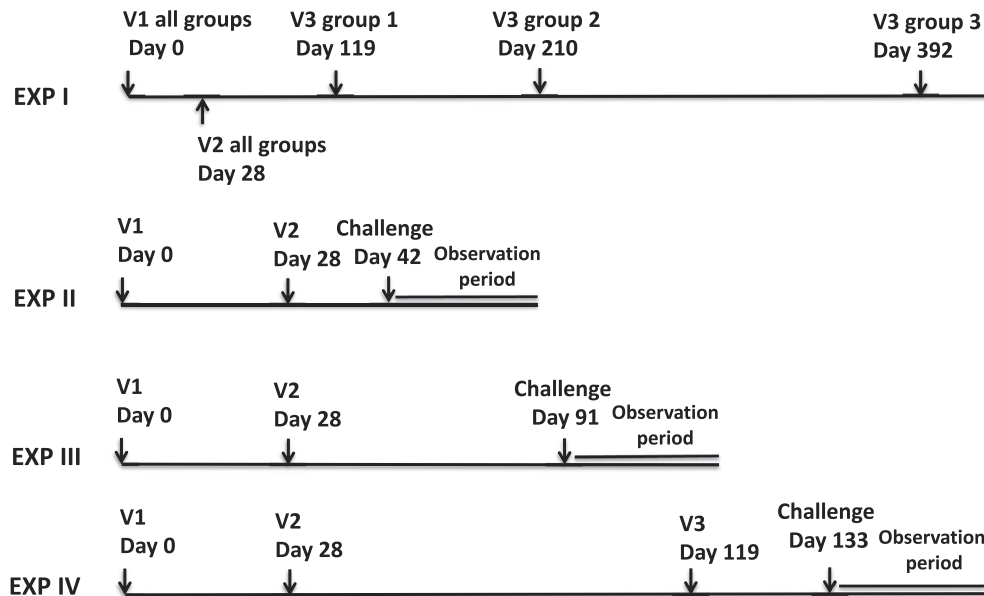 V1 all groups
Day 0
V3 group 1
Day 119
V3 group 2
Day 210
V3 group 3
Day 392
EXP I
V2 all groups
Day 28
V1
Day 0
V2
Day 28
Challenge
Day 42
Observation
period
EXP II
V1
Day 0
V2
Day 28
Challenge
Day 91
Observation
period
EXP III
V1
Day 0
V2
Day 28
V3
Day 119
Challenge
Day 133
Observation
period
EXP IV